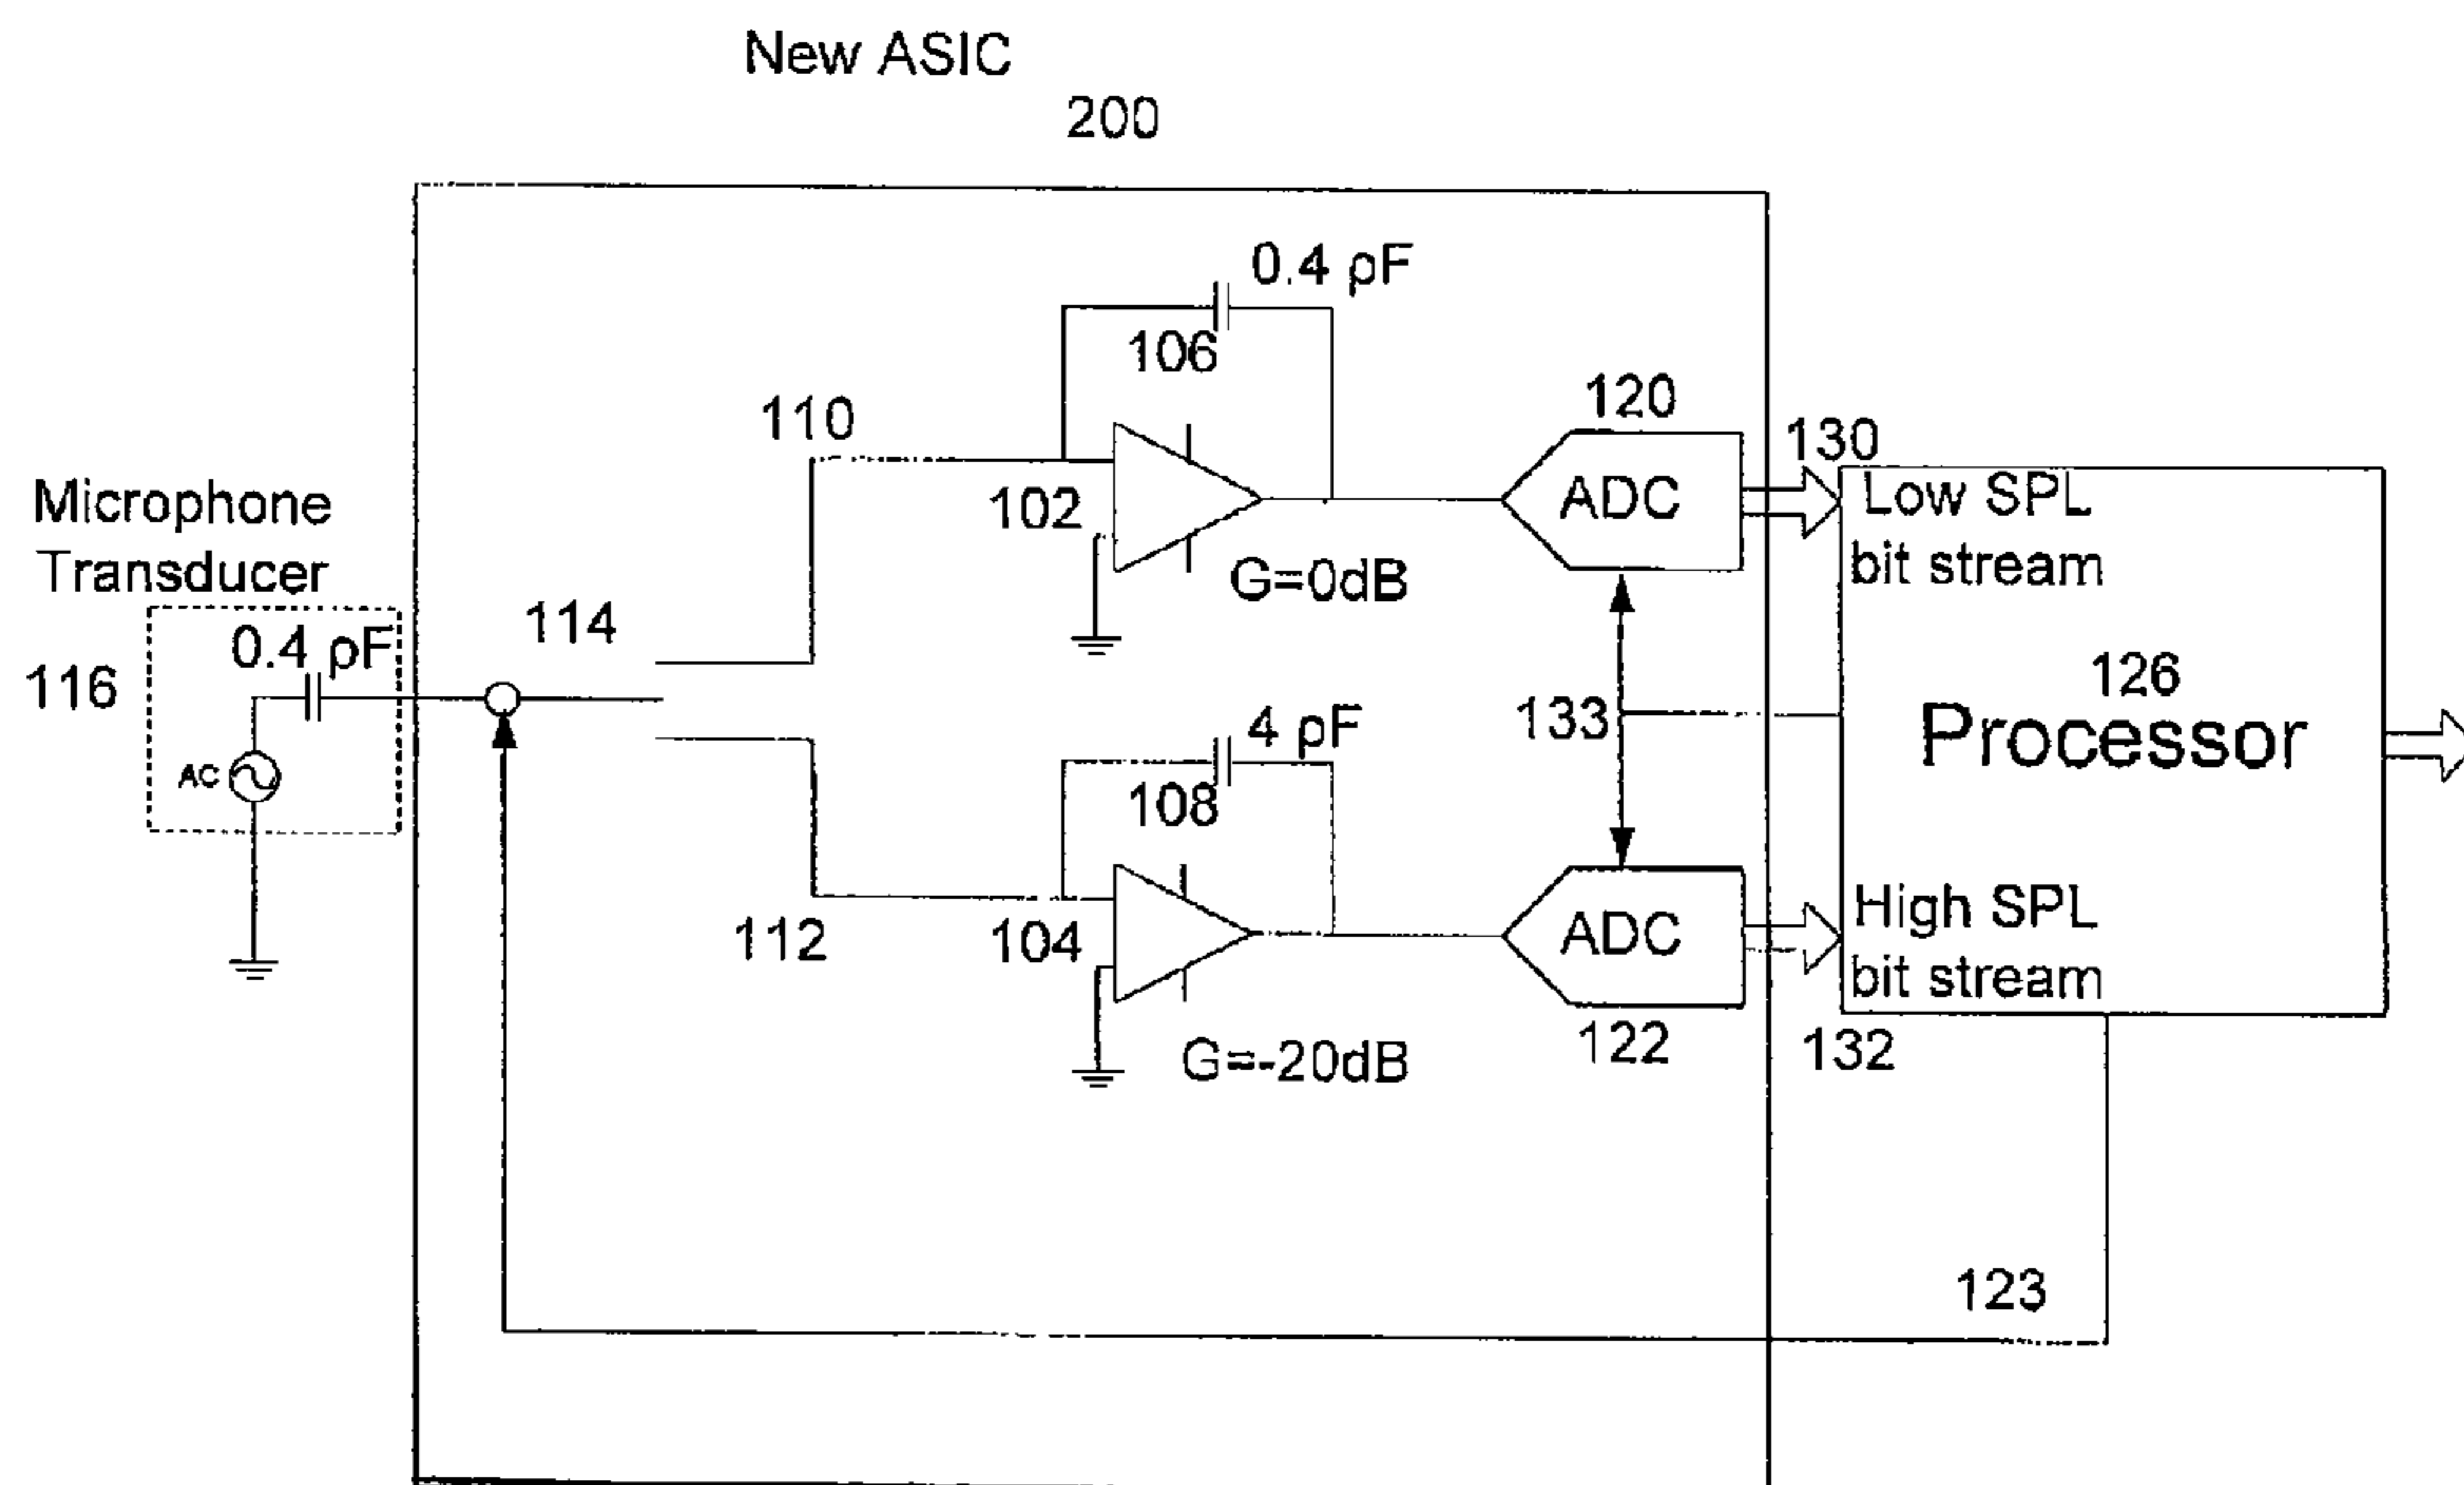 New ASIC
200
0.4 pF
106
110
120
130
102
ADC
Low SPL
bit stream
G=0dB
Microphone
Transducer
0.4 pF
114
116
AC
133
126
Processor
4 pF
108
112
104
ADC
High SPL
bit stream
122
132
G=-20dB
123